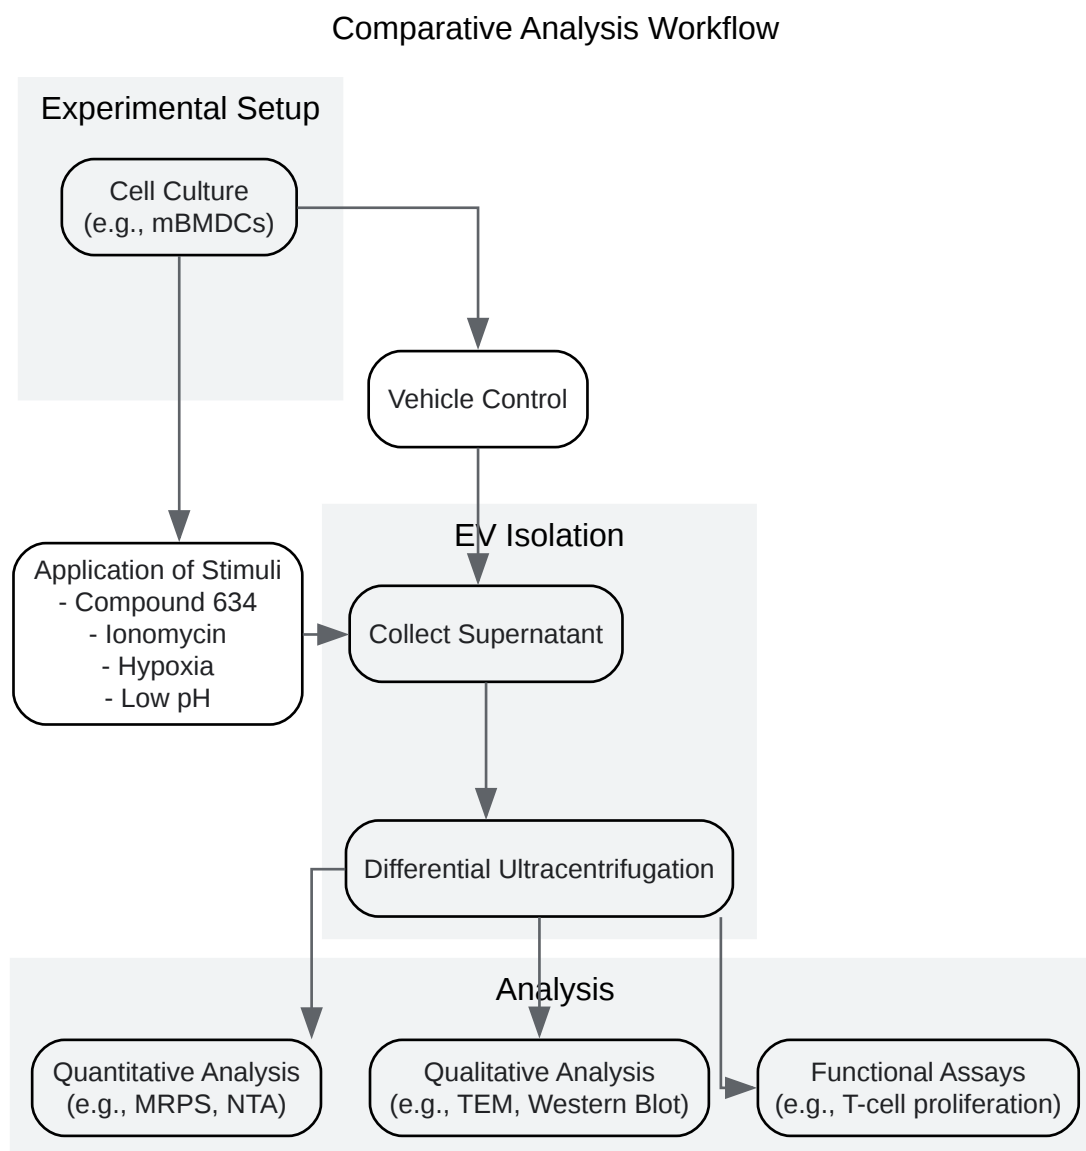 Comparative Analysis Workflow
Experimental Setup
Cell Culture
(e.g., mBMDCs)
Vehicle Control
Application of Stimuli
- Compound 634
- Ionomycin
- Hypoxia
- Low pH
EV Isolation
Collect Supernatant
Differential Ultracentrifugation
Analysis
Quantitative Analysis
(e.g., MRPS, NTA)
Qualitative Analysis
(e.g., TEM, Western Blot)
Functional Assays
(e.g., T-cell proliferation)